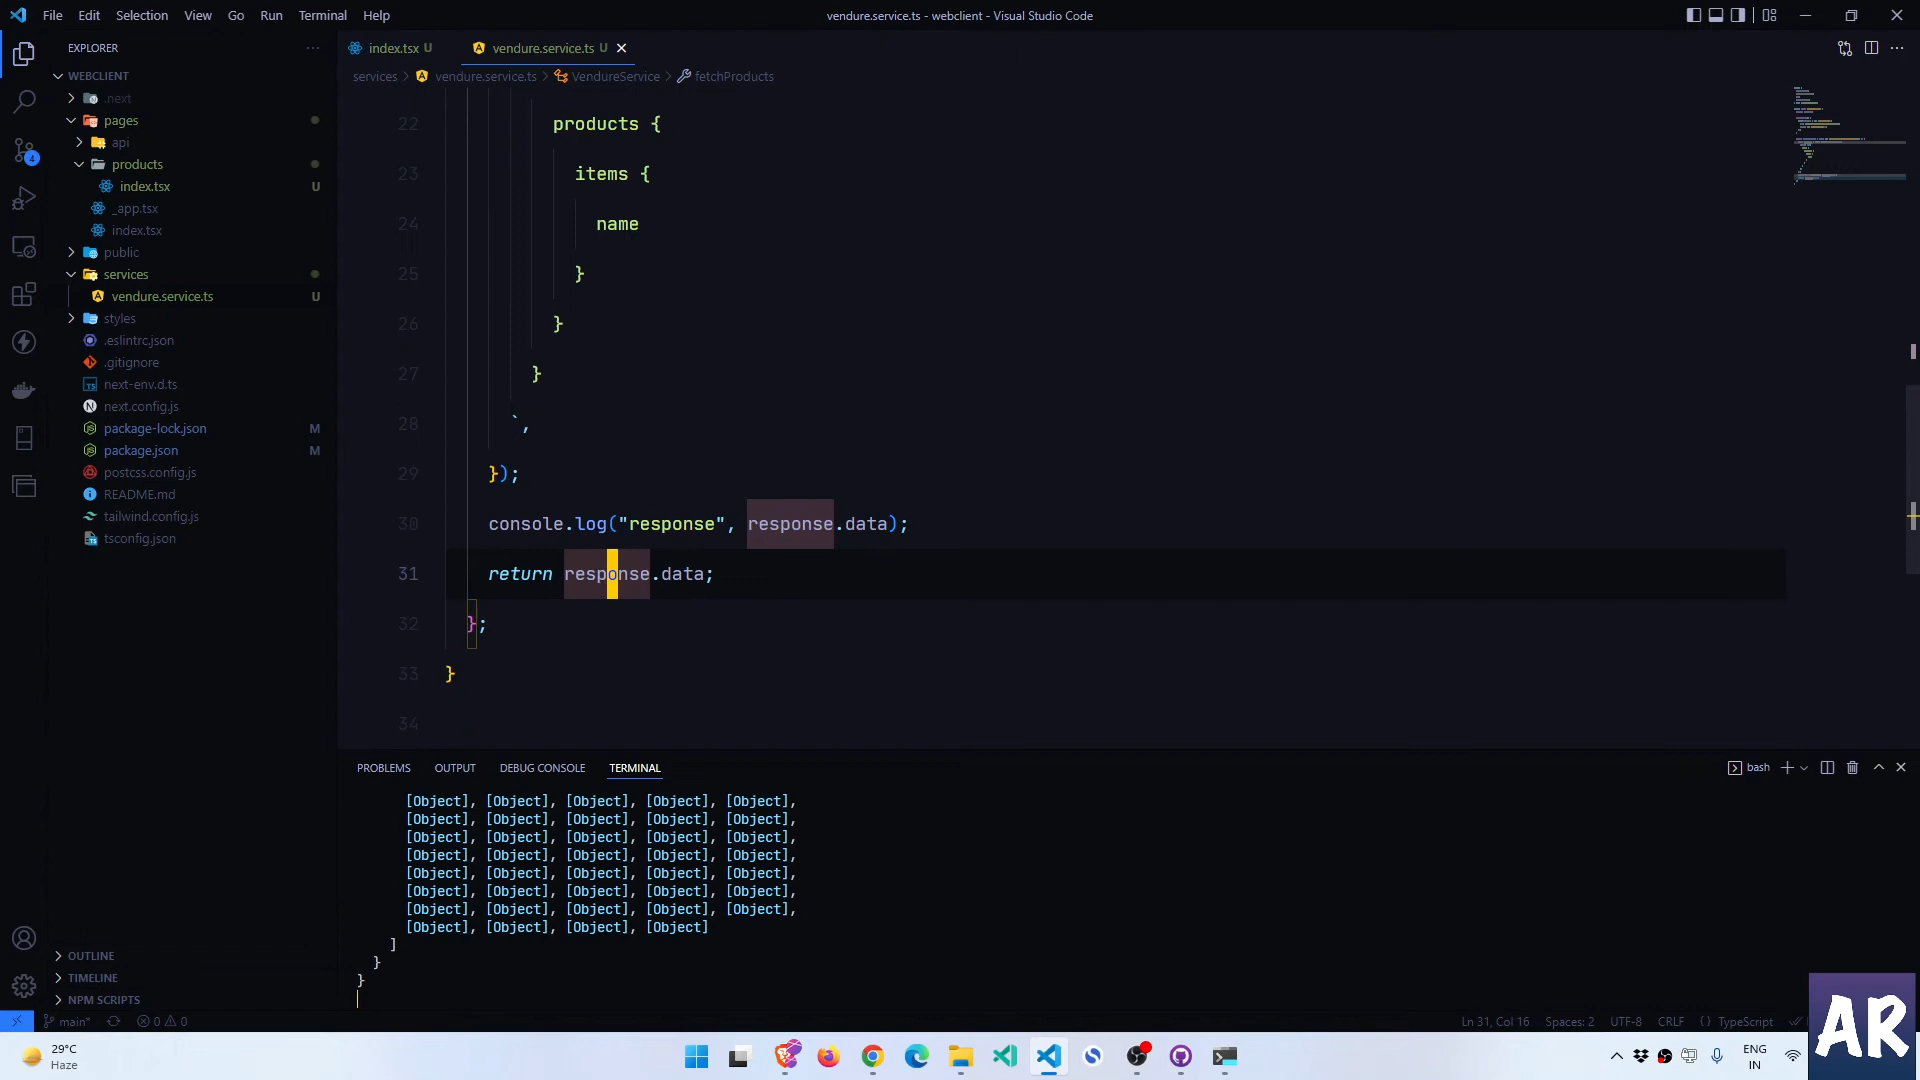 File Edit Selection View Go Run Terminal Help
vendure.service.ts - webclient - Visual Studio Code
EXPLORER
WEBCLIENT
.next
pages
api
products
index.tsx U
_app.tsx
index.tsx
public
services
vendure.service.ts U
styles
.eslintrc.json
.gitignore
next-env.d.ts
next.config.js
package-lock.json M
package.json M
postcss.config.js
README.md
tailwind.config.js
tsconfig.json
OUTLINE
TIMELINE
NPM SCRIPTS
4
index.tsx U
vendure.service.ts U
services > vendure.service.ts > VendureService > fetchProducts
22 products {
23 items {
24 name
25 }
26 }
27 }
28 `,
29 });
30 console.log("response", response.data);
31 return response.data;
32 };
33 }
34
PROBLEMS OUTPUT DEBUG CONSOLE TERMINAL
bash
[Object], [Object], [Object], [Object], [Object],
[Object], [Object], [Object], [Object], [Object],
[Object], [Object], [Object], [Object], [Object],
[Object], [Object], [Object], [Object], [Object],
[Object], [Object], [Object], [Object], [Object],
[Object], [Object], [Object], [Object], [Object],
[Object], [Object], [Object], [Object], [Object],
[Object], [Object], [Object], [Object]
]
}
}
main* 0 0
Ln 31, Col 16 Spaces: 2 UTF-8 CRLF { } TypeScript
29°C
Haze
ENG
IN
AR